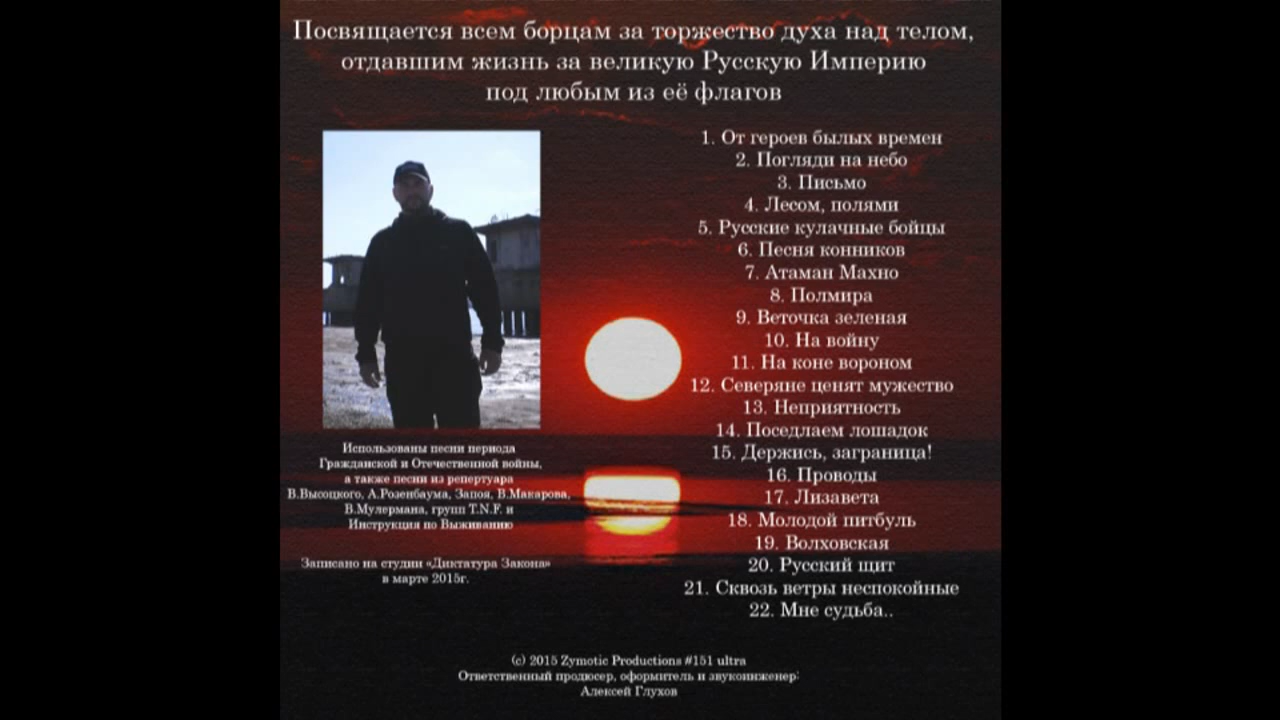 Посвящается всем борцам за торжество духа над телом,
отдавшим жизнь за великую Русскую Империю
под любым из её флагов
1. От героев былых времен
2. Погляди на небо
3. Письмо
4. Лесом, полями
5. Русские кулачные бойцы
6. Песня конников
7. Атаман Махно
8. Полмира
9. Веточка зеленая
10. На войну
11. На коне вороном
12. Северяне ценят мужество
13. Неприятность
14. Поседлаем лошадок
15. Держись, заграница!
16. Проводы
17. Лизавета
18. Молодой питбуль
19. Волховская
20. Русский щит
21. Сквозь ветры неспокойные
22. Мне судьба..
Использованы песни периода
Гражданской и Отечественной войны,
а также песни из репертуара
В.Высоцкого, А.Розенбаума, Запоя, В.Макарова,
В.Мулермана, групп T.N.F. и
Инструкция по Выживанию
Записано на студии «Диктатура Закона»
в марте 2015г.
(c) 2015 Zymotic Productions #151 ultra
Ответственный продюсер, оформитель и звукоинженер:
Алексей Глухов